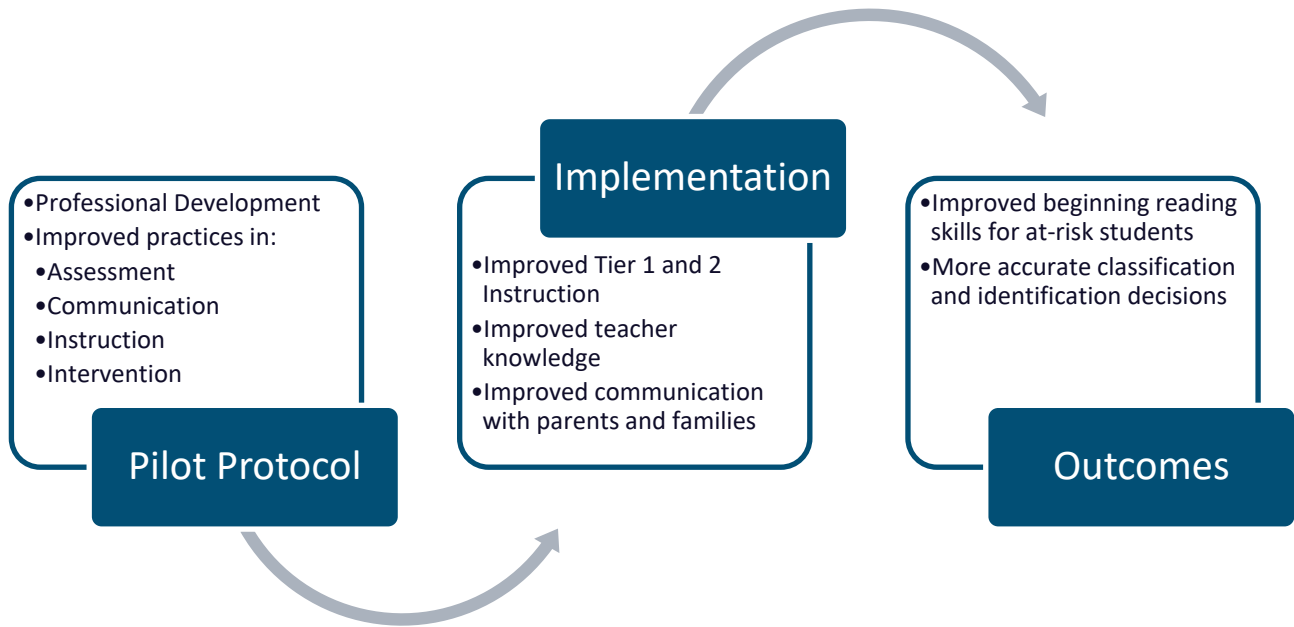 •Professional Development
•Improved practices in:
•Assessment
•Communication
•Instruction
•Intervention
Pilot Protocol
Implementation
•Improved Tier 1 and 2
Instruction
•Improved teacher
knowledge
•Improved communication
with parents and families
•Improved beginning reading
skills for at-risk students
•More accurate classification
and identification decisions
Outcomes